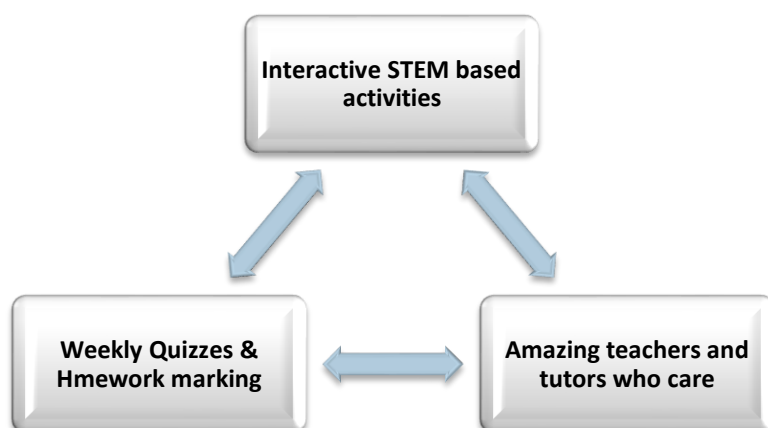 Interactive STEM based
activities
Weekly Quizzes &
Hmework marking
Amazing teachers and
tutors who care